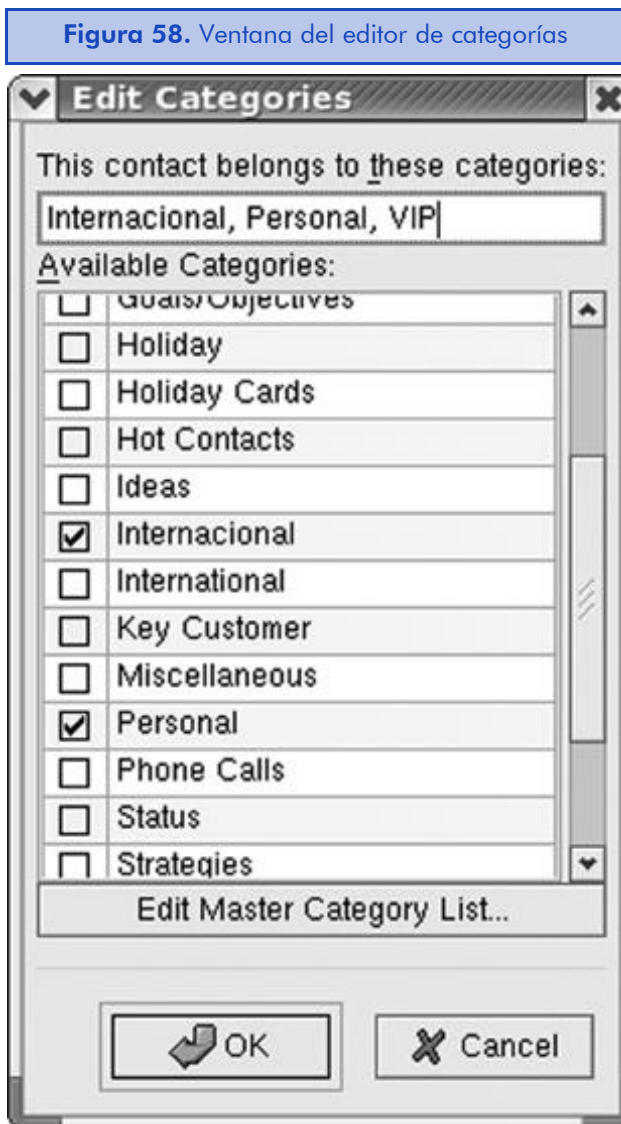 Figura 58. Ventana del editor de categorías
Edit Categories
This contact belongs to these categories:
Internacional, Personal, VIP
Available Categories:
Goals/Objectives
Holiday
Holiday Cards
Hot Contacts
Ideas
Internacional
International
Key Customer
Miscellaneous
Personal
Phone Calls
Status
Strategies
Edit Master Category List...
OK
Cancel